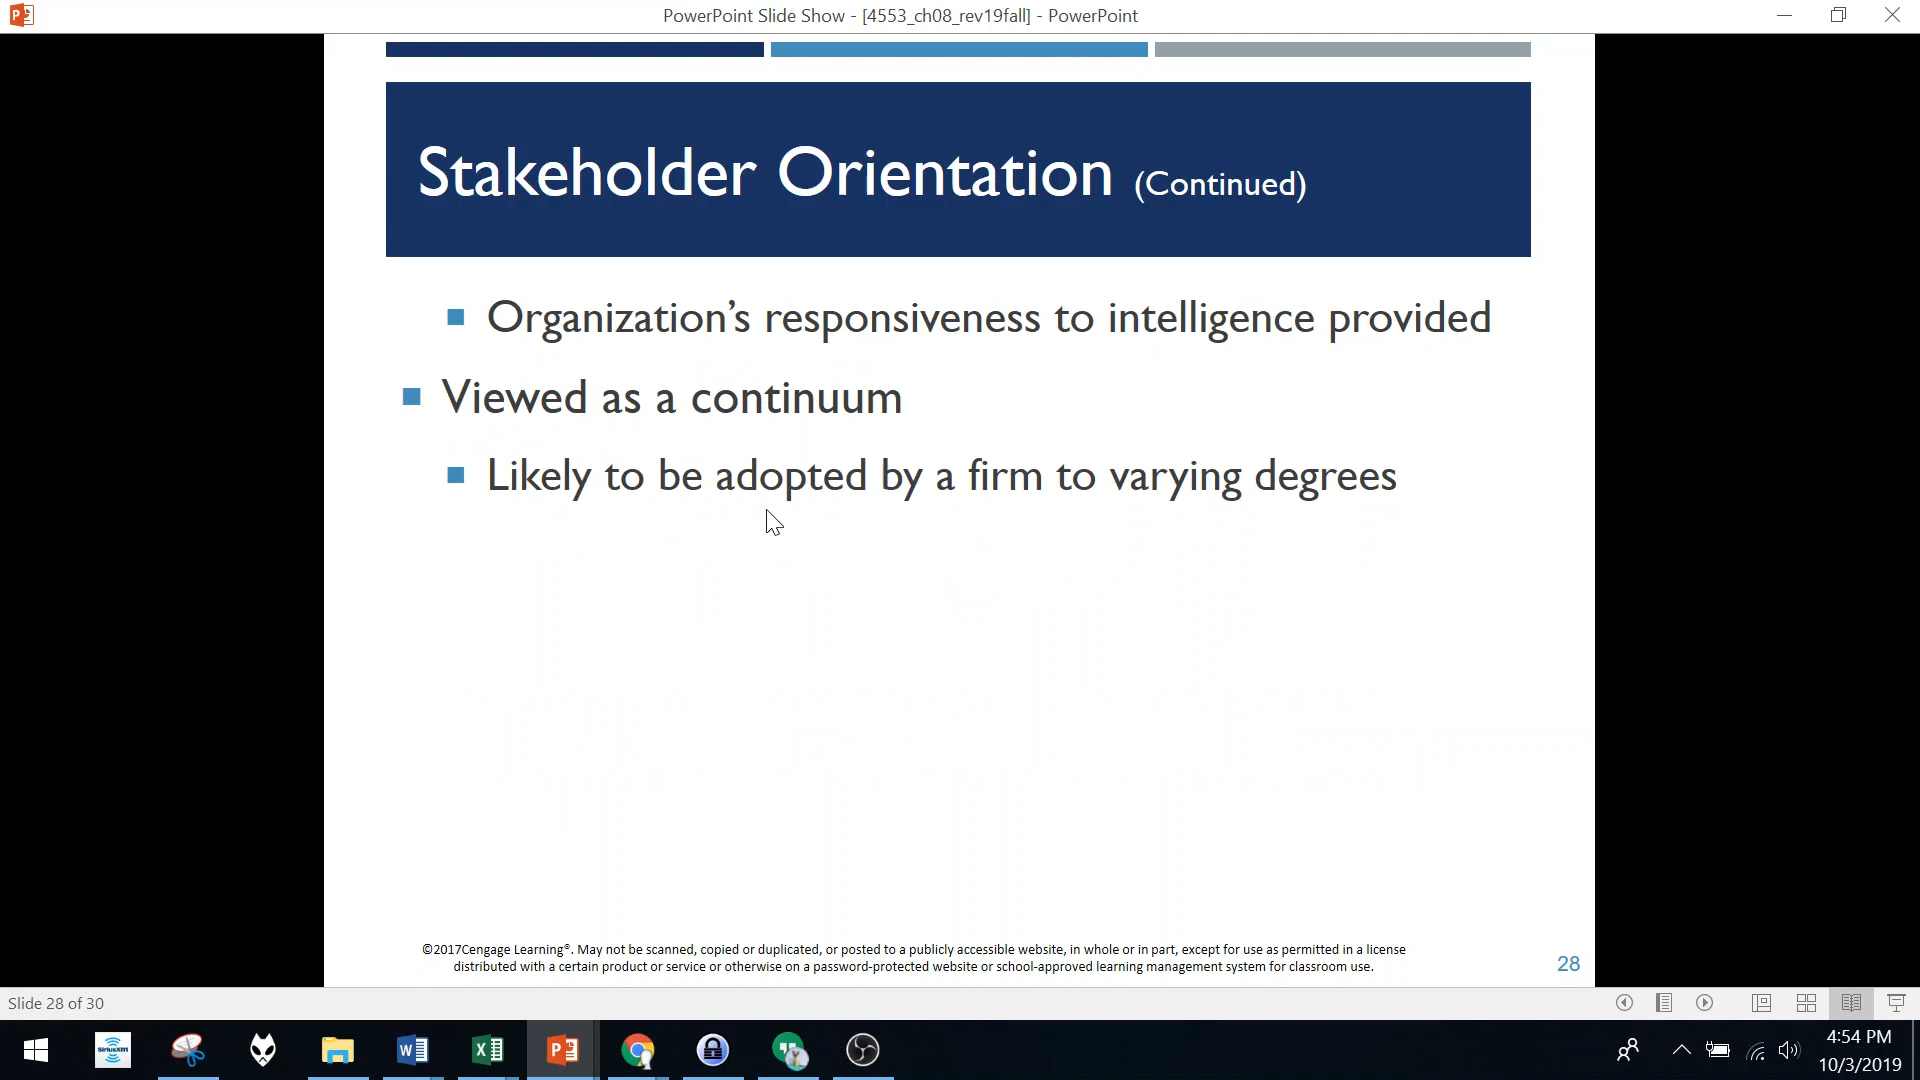 PowerPoint Slide Show - [4553_ch08_rev19fall] - PowerPoint
Stakeholder Orientation (Continued)
Organization’s responsiveness to intelligence provided
Viewed as a continuum
Likely to be adopted by a firm to varying degrees
©2017Cengage Learning®. May not be scanned, copied or duplicated, or posted to a publicly accessible website, in whole or in part, except for use as permitted in a license
distributed with a certain product or service or otherwise on a password-protected website or school-approved learning management system for classroom use.
28
Slide 28 of 30
siriusxm
4:54 PM
10/3/2019